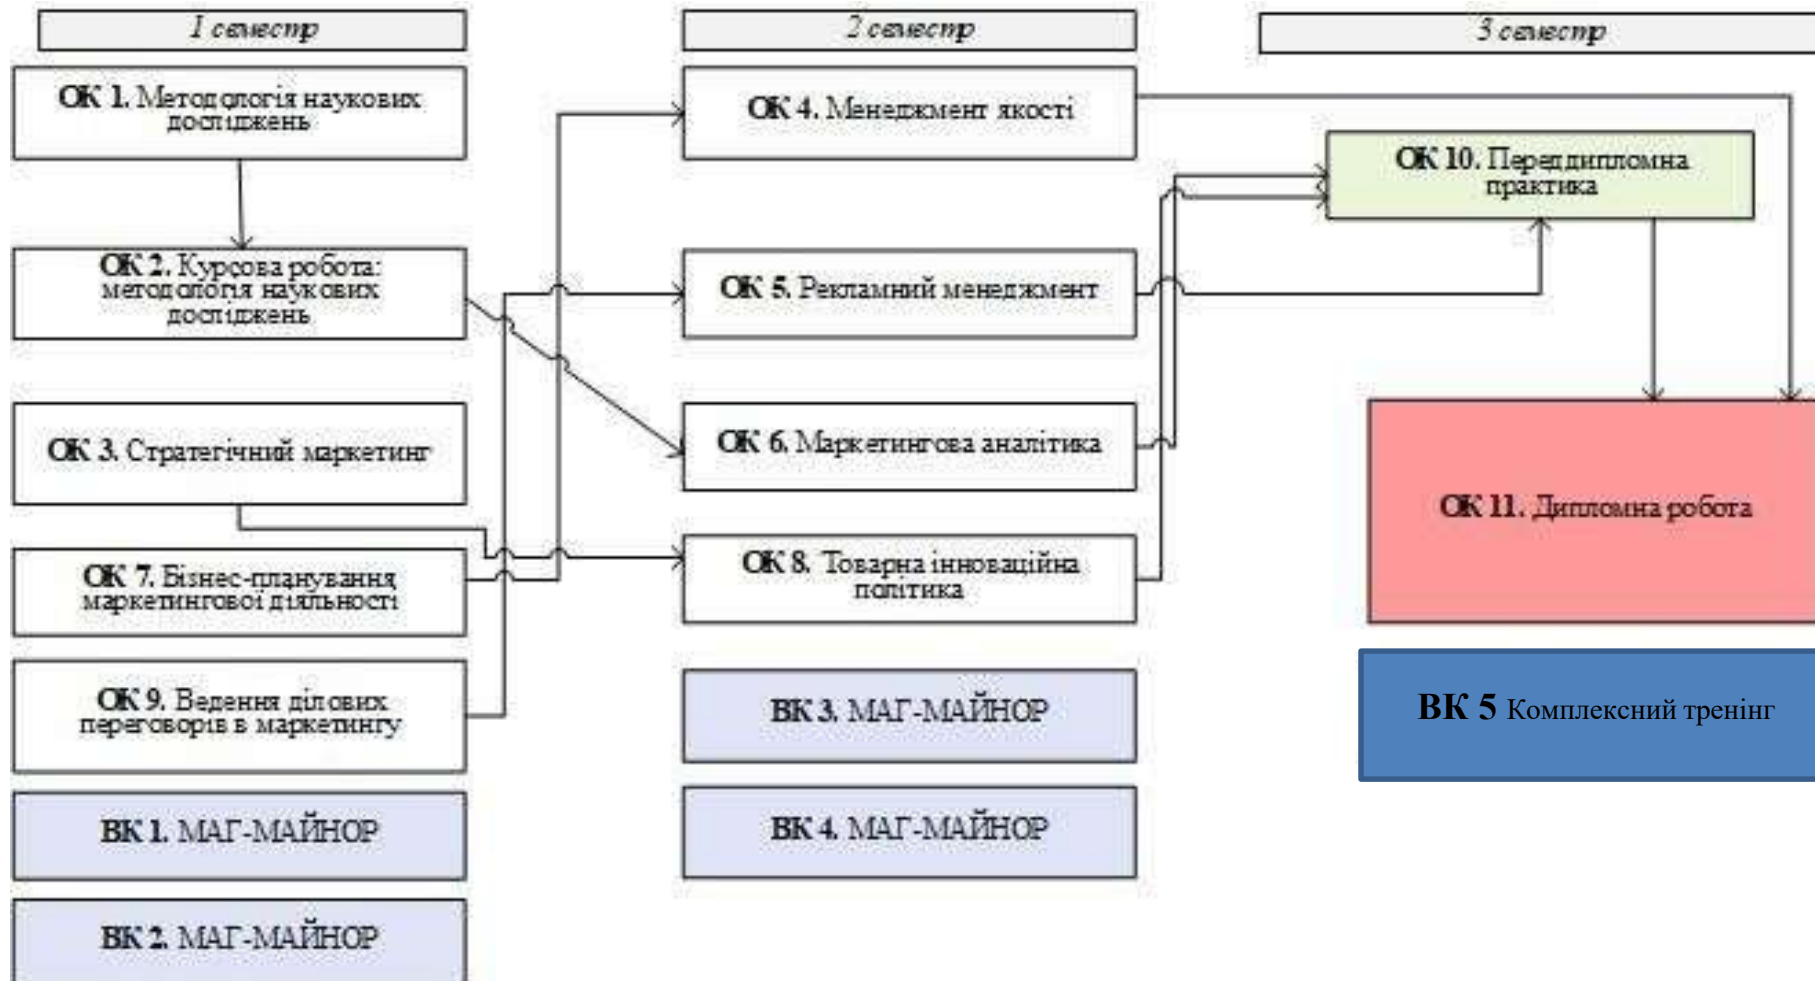 1 семестр
2 семестр
3 семестр
ОК 1. Методологія наукових
досліджень
ОК 2. Курсова робота:
методологія наукових
досліджень
ОК 3. Стратегічний маркетинг
ОК 7. Бізнес-планування
маркетингової діяльності
ОК 9. Ведення ділових
переговорів в маркетингу
ВК 1. МАГ-МАЙНОР
ВК 2. МАГ-МАЙНОР
ОК 4. Менеджмент якості
ОК 5. Рекламний менеджмент
ОК 6. Маркетингова аналітика
ОК 8. Товарна інноваційна
політика
ВК 3. МАГ-МАЙНОР
ВК 4. МАГ-МАЙНОР
ОК 10. Переддипломна
практика
ОК 11. Дипломна робота
ВК 5 Комплексний тренінг